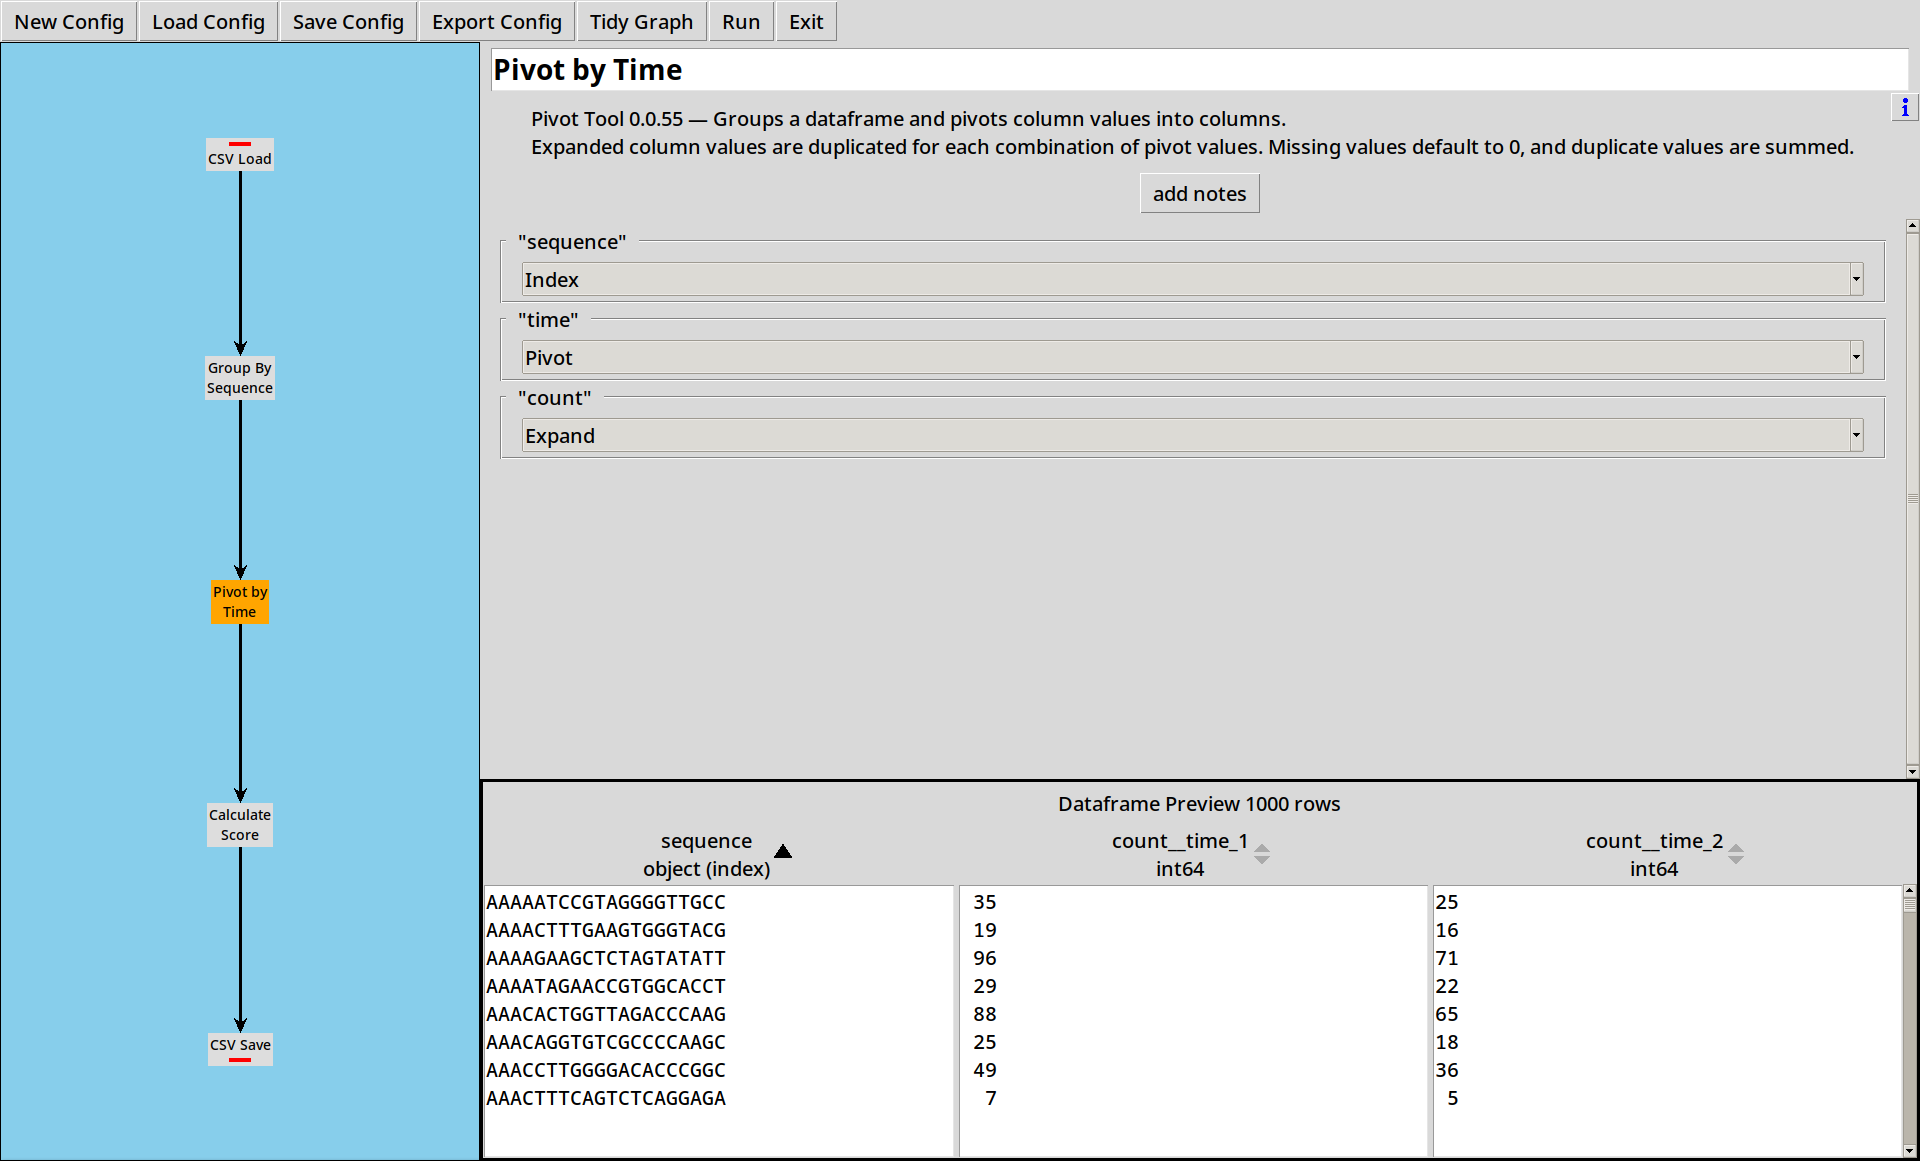 New Config Load Config Save Config Export Config Tidy Graph Run Exit
CSV Load
Group By
Sequence
Pivot by
Time
Calculate
Score
CSV Save
Pivot by Time
Pivot Tool 0.0.55 — Groups a dataframe and pivots column values into columns.
Expanded column values are duplicated for each combination of pivot values. Missing values default to 0, and duplicate values are summed.
i
add notes
"sequence"
Index
"time"
Pivot
"count"
Expand
Dataframe Preview 1000 rows
sequence count__time_1 count__time_2
object (index) int64 int64
AAAAATCCGTAGGGGTTGCC 35 25
AAAACTTTGAAGTGGGTACG 19 16
AAAAGAAGCTCTAGTATATT 96 71
AAAATAGAACCGTGGCACCT 29 22
AAACACTGGTTAGACCCAAG 88 65
AAACAGGTGTCGCCCCAAGC 25 18
AAACCTTGGGGACACCCGGC 49 36
AAACTTTCAGTCTCAGGAGA 7 5